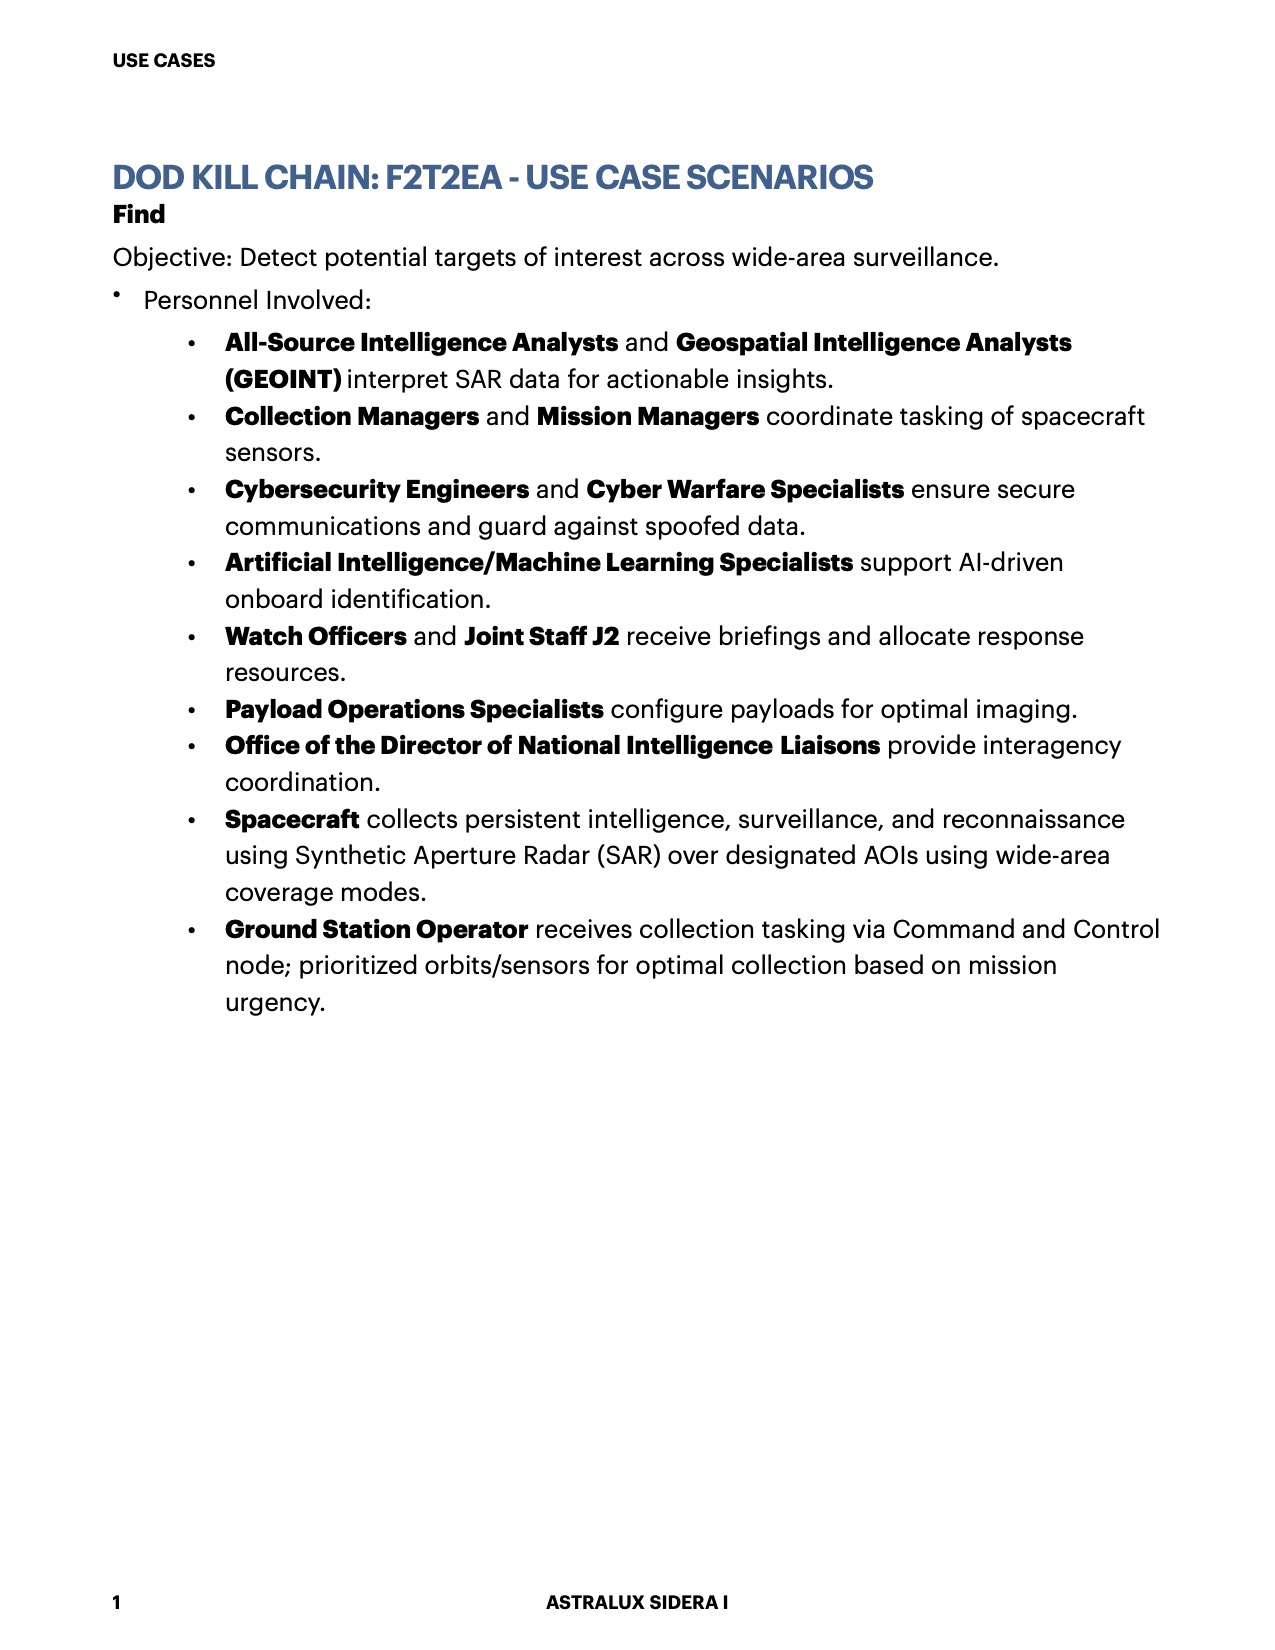 USE CASES
DOD KILL CHAIN: F2T2EA - USE CASE SCENARIOS
Find
Objective: Detect potential targets of interest across wide-area surveillance.
• Personnel Involved:
• All-Source Intelligence Analysts and Geospatial Intelligence Analysts
(GEOINT) interpret SAR data for actionable insights.
• Collection Managers and Mission Managers coordinate tasking of spacecraft
sensors.
• Cybersecurity Engineers and Cyber Warfare Specialists ensure secure
communications and guard against spoofed data.
• Artificial Intelligence/Machine Learning Specialists support AI-driven
onboard identification.
• Watch Officers and Joint Staff J2 receive briefings and allocate response
resources.
• Payload Operations Specialists configure payloads for optimal imaging.
• Office of the Director of National Intelligence Liaisons provide interagency
coordination.
• Spacecraft collects persistent intelligence, surveillance, and reconnaissance
using Synthetic Aperture Radar (SAR) over designated AOIs using wide-area
coverage modes.
• Ground Station Operator receives collection tasking via Command and Control
node; prioritized orbits/sensors for optimal collection based on mission
urgency.
1 ASTRALUX SIDERA I